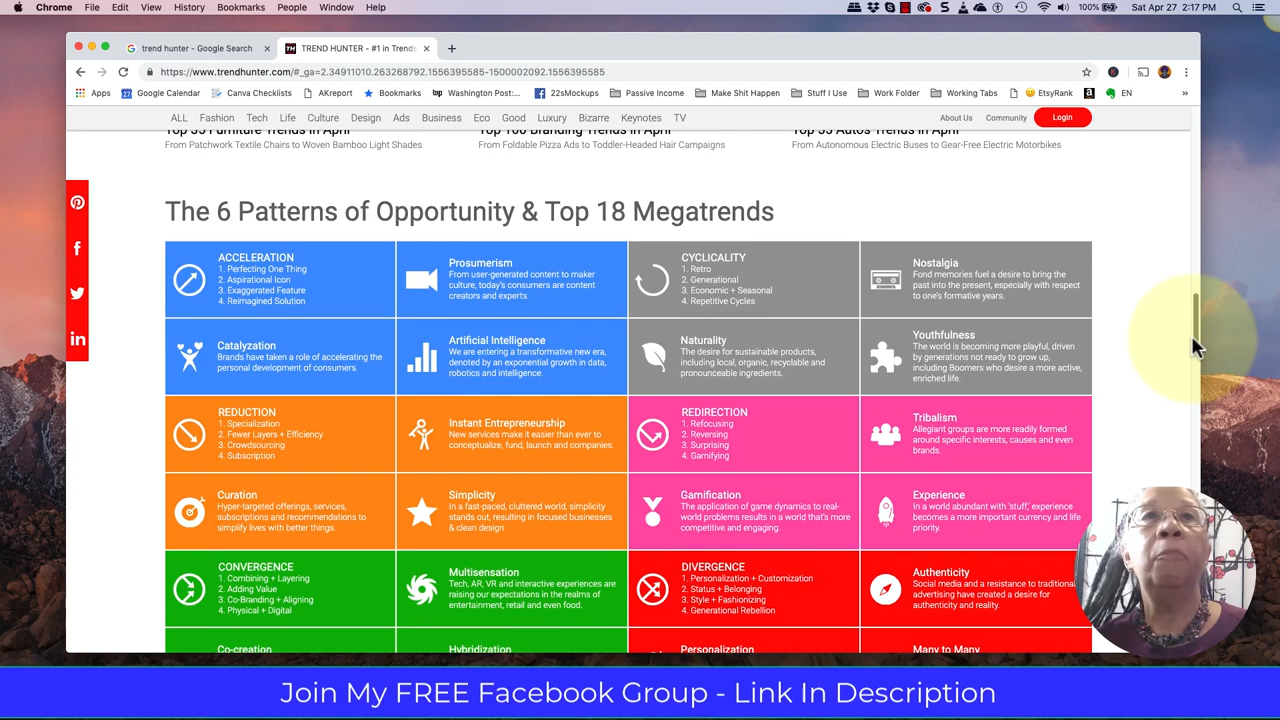 Chrome File Edit View History Bookmarks People Window Help 100% Sat Apr 27 2:17 PM
trend hunter - Google Search TREND HUNTER - #1 in Trends
https://www.trendhunter.com/#_ga=2.34911010.263268792.1556395585-1500002092.1556395585
Apps Google Calendar Canva Checklists AKreport Bookmarks Washington Post:... 22sMockups Passive Income Make Shit Happen Stuff I Use Work Folder Working Tabs EtsyRank EN
ALL Fashion Tech Life Culture Design Ads Business Eco Good Luxury Bizarre Keynotes TV About Us Community Login
Top 35 Furniture Trends in April Top 100 Branding Trends in April Top 35 Autos Trends in April
From Patchwork Textile Chairs to Woven Bamboo Light Shades From Foldable Pizza Ads to Toddler-Headed Hair Campaigns From Autonomous Electric Buses to Gear-Free Electric Motorbikes
The 6 Patterns of Opportunity & Top 18 Megatrends
ACCELERATION
1. Perfecting One Thing
2. Aspirational Icon
3. Exaggerated Feature
4. Reimagined Solution
Prosumerism
From user-generated content to maker
culture, today's consumers are content
creators and experts.
CYCLICALITY
1. Retro
2. Generational
3. Economic + Seasonal
4. Repetitive Cycles
Nostalgia
Fond memories fuel a desire to bring the
past into the present, especially with respect
to one's formative years.
Catalyzation
Brands have taken a role of accelerating the
personal development of consumers.
Artificial Intelligence
We are entering a transformative new era,
denoted by an exponential growth in data,
robotics and intelligence.
Naturality
The desire for sustainable products,
including local, organic, recyclable and
pronounceable ingredients.
Youthfulness
The world is becoming more playful, driven
by generations not ready to grow up,
including Boomers who desire a more active,
enriched life.
REDUCTION
1. Specialization
2. Fewer Layers + Efficiency
3. Crowdsourcing
4. Subscription
Instant Entrepreneurship
New services make it easier than ever to
conceptualize, fund, launch and companies.
REDIRECTION
1. Refocusing
2. Reversing
3. Surprising
4. Gamifying
Tribalism
Allegiant groups are more readily formed
around specific interests, causes and even
brands.
Curation
Hyper-targeted offerings, services,
subscriptions and recommendations to
simplify lives with better things.
Simplicity
In a fast-paced, cluttered world, simplicity
stands out, resulting in focused businesses
& clean design
Gamification
The application of game dynamics to real-
world problems results in a world that's more
competitive and engaging.
Experience
In a world abundant with 'stuff,' experience
becomes a more important currency and life
priority.
CONVERGENCE
1. Combining + Layering
2. Adding Value
3. Co-Branding + Aligning
4. Physical + Digital
Multisensation
Tech, AR, VR and interactive experiences are
raising our expectations in the realms of
entertainment, retail and even food.
DIVERGENCE
1. Personalization + Customization
2. Status + Belonging
3. Style + Fashionizing
4. Generational Rebellion
Authenticity
Social media and a resistance to traditional
advertising have created a desire for
authenticity and reality.
Co-creation
Hybridization
Personalization
Many to Many
Join My FREE Facebook Group - Link In Description